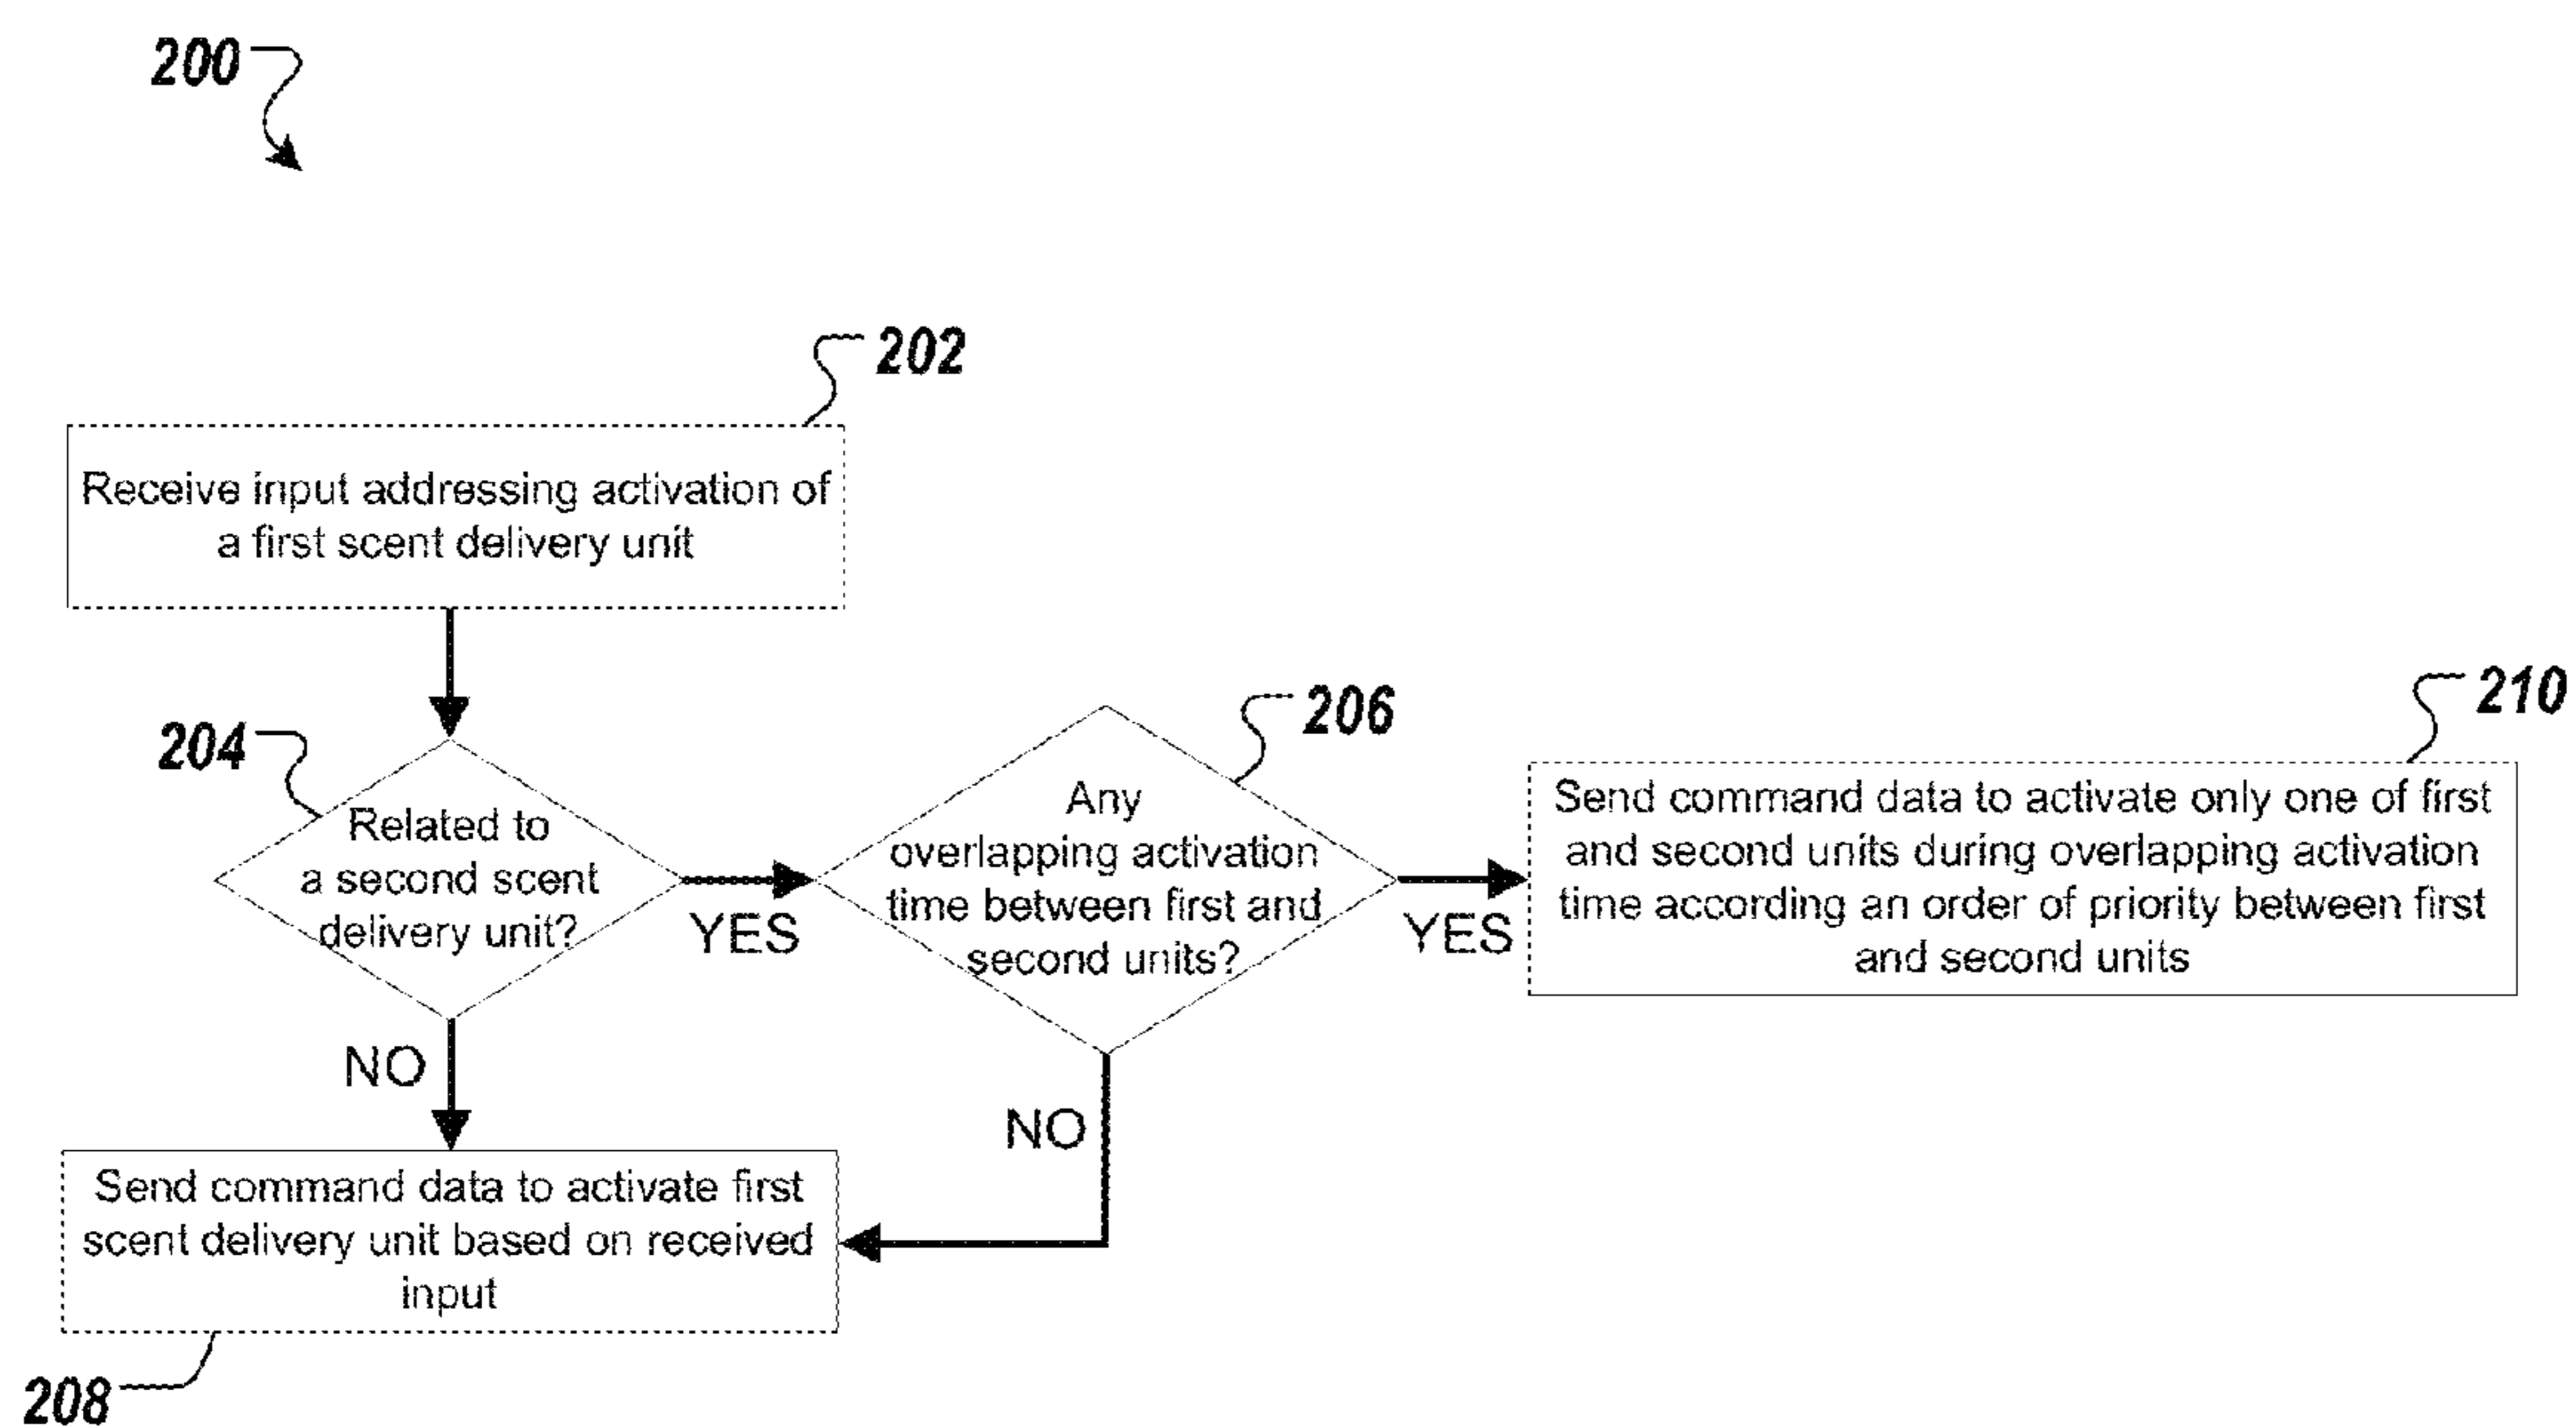 200
202
Receive input addressing activation of
a first scent delivery unit
204
Related to
a second scent
delivery unit?
YES
NO
206
Any
overlapping activation
time between first and
second units?
YES
NO
210
Send command data to activate only one of first
and second units during overlapping activation
time according an order of priority between first
and second units
Send command data to activate first
scent delivery unit based on received
input
208